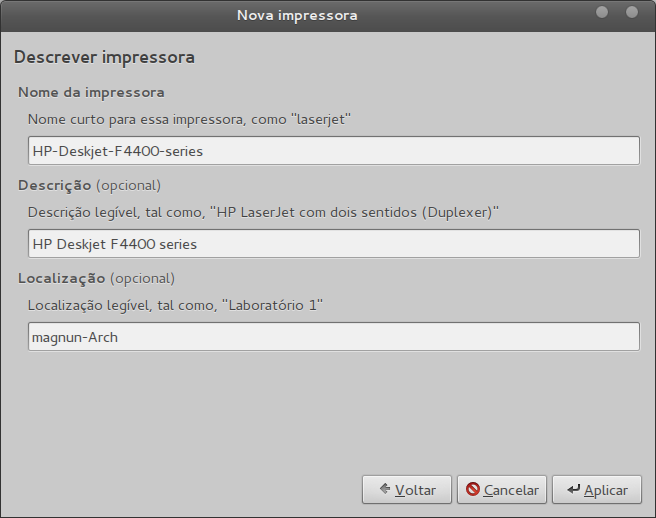 Nova impressora
Descrever impressora
Nome da impressora
Nome curto para essa impressora, como "laserjet"
HP-Deskjet-F4400-series
Descrição (opcional)
Descrição legível, tal como, "HP LaserJet com dois sentidos (Duplexer)"
HP Deskjet F4400 series
Localização (opcional)
Localização legível, tal como, "Laboratório 1"
magnun-Arch
Voltar Cancelar Aplicar